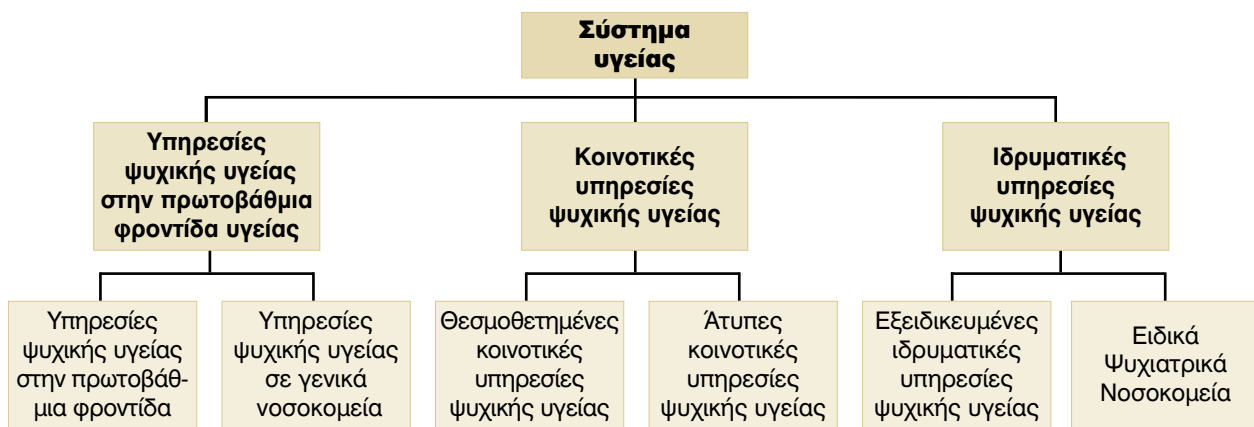 Σύστημα
υγείας
Υπηρεσίες
ψυχικής υγείας
στην πρωτοβάθμια
φροντίδα υγείας
Κοινοτικές
υπηρεσίες
ψυχικής υγείας
Ιδρυματικές
υπηρεσίες
ψυχικής υγείας
Υπηρεσίες
ψυχικής υγείας
στην πρωτοβάθ-
μια φροντίδα
Υπηρεσίες
ψυχικής υγείας
σε γενικά
νοσοκομεία
Θεσμοθετημένες
κοινοτικές
υπηρεσίες
ψυχικής υγείας
Άτυπες
κοινοτικές
υπηρεσίες
ψυχικής υγείας
Εξειδικευμένες
ιδρυματικές
υπηρεσίες
ψυχικής υγείας
Ειδικά
Ψυχιατρικά
Νοσοκομεία